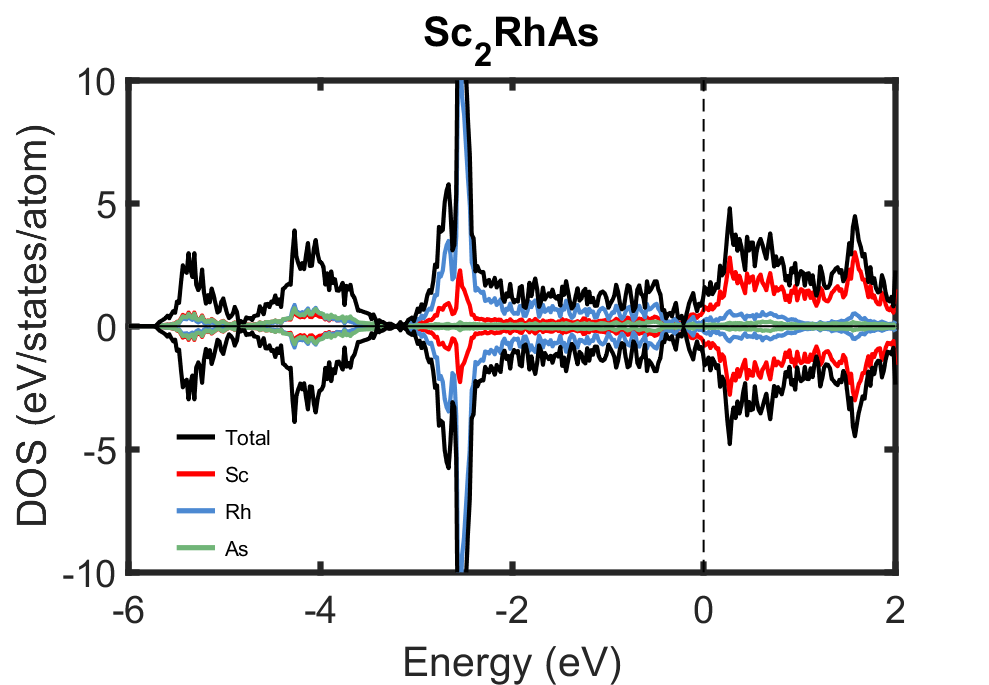 Sc2RhAs
10
5
0
-5
-10
DOS (eV/states/atom)
Total
Sc
Rh
As
-6 -4 -2 0 2
Energy (eV)